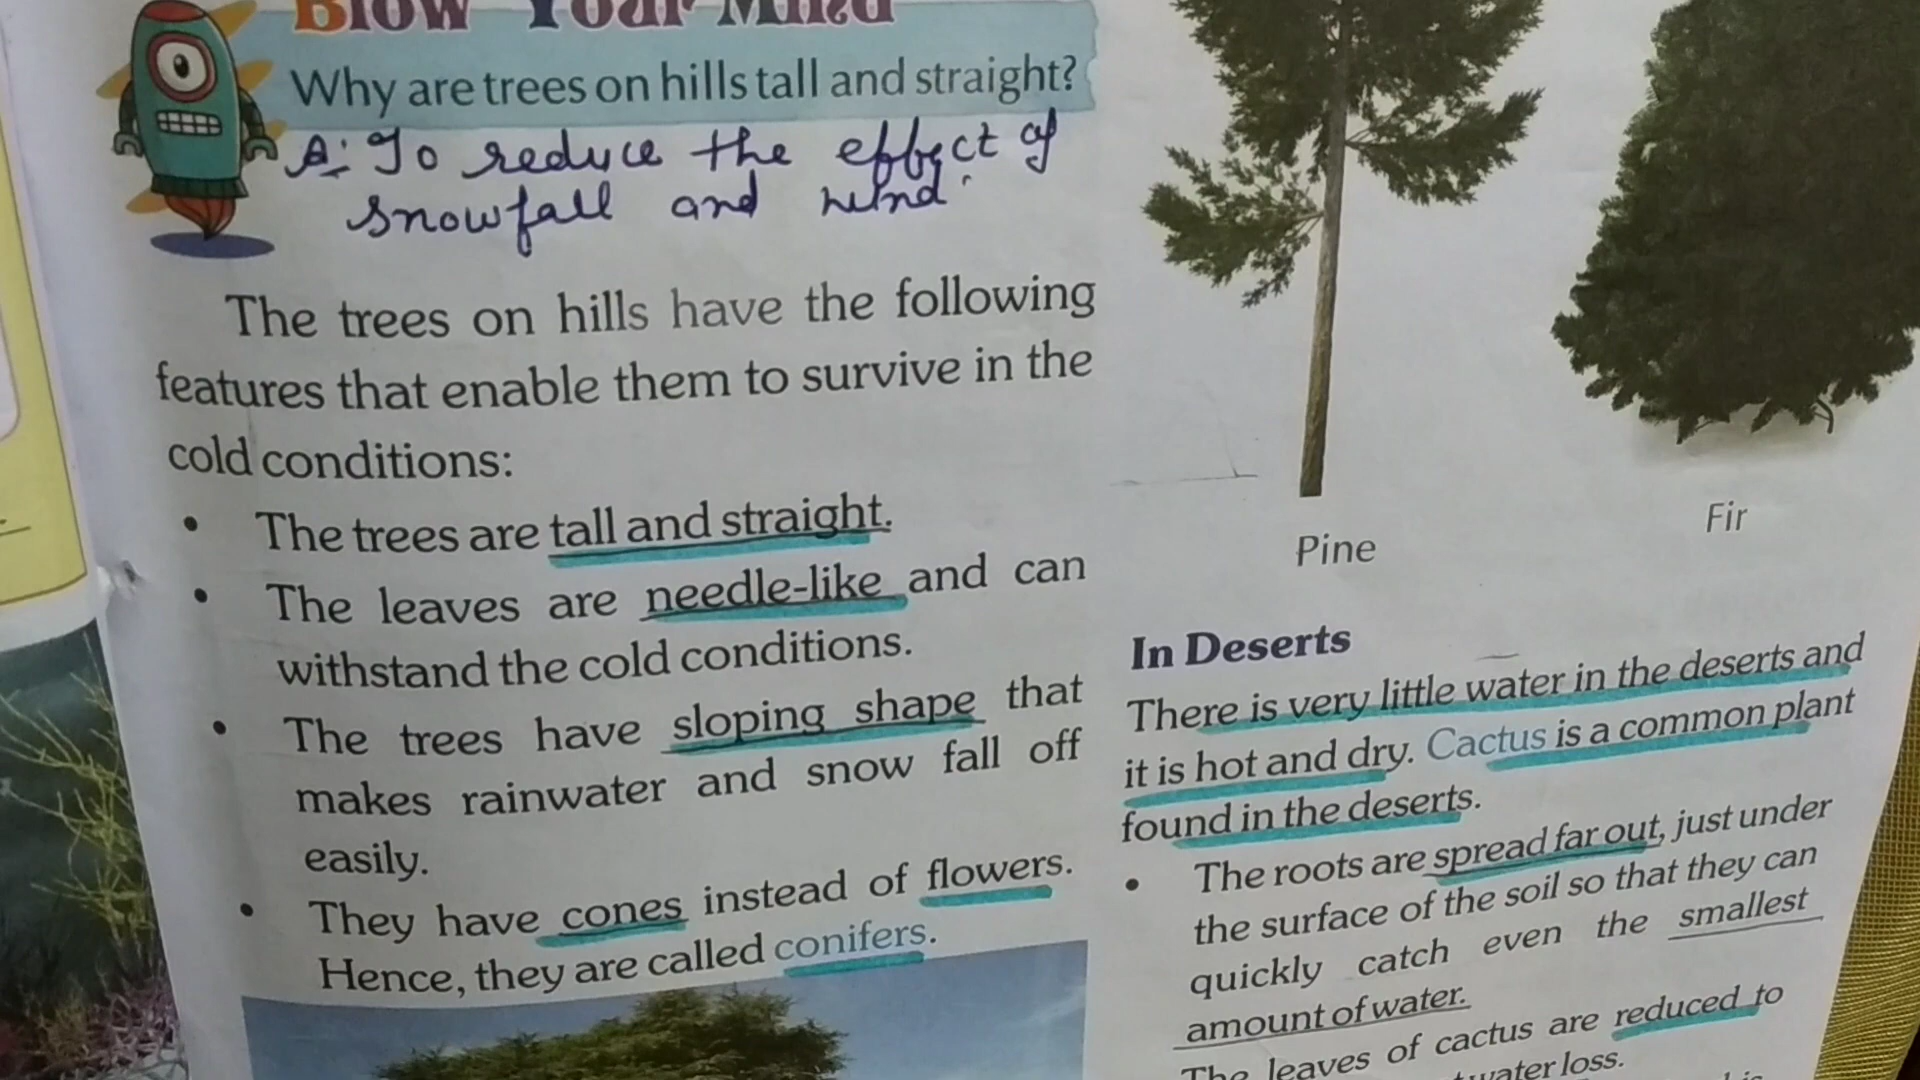 Blow Your Mind
Why are trees on hills tall and straight?
A: To reduce the effect of
snowfall and wind.
The trees on hills have the following
features that enable them to survive in the
cold conditions:
• The trees are tall and straight.
• The leaves are needle-like and can
withstand the cold conditions.
• The trees have sloping shape that
makes rainwater and snow fall off
easily.
• They have cones instead of flowers.
Hence, they are called conifers.
Pine
Fir
In Deserts
There is very little water in the deserts and
it is hot and dry. Cactus is a common plant
found in the deserts.
• The roots are spread far out, just under
the surface of the soil so that they can
quickly catch even the smallest
amount of water.
The leaves of cactus are reduced to
water loss.
is